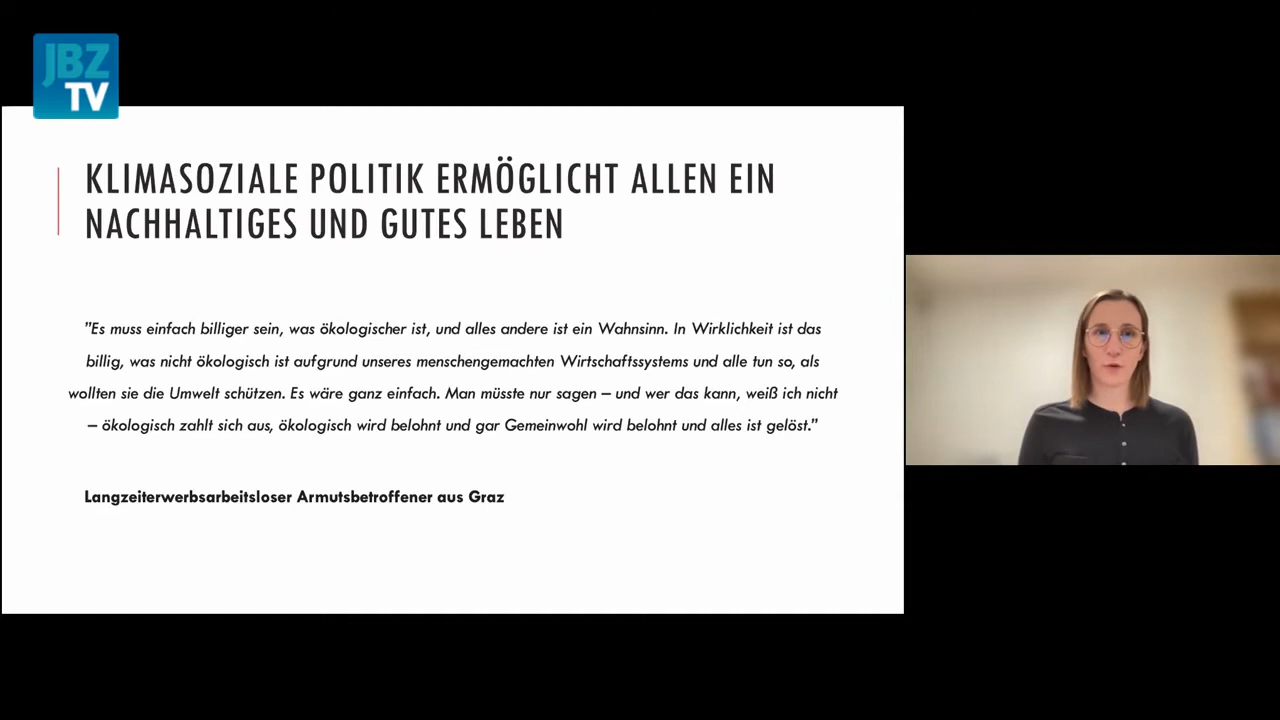 JBZ
TV
KLIMASOZIALE POLITIK ERMÖGLICHT ALLEN EIN
NACHHALTIGES UND GUTES LEBEN
"Es muss einfach billiger sein, was ökologischer ist, und alles andere ist ein Wahnsinn. In Wirklichkeit ist das
billig, was nicht ökologisch ist aufgrund unseres menschengemachten Wirtschaftssystems und alle tun so, als
wollten sie die Umwelt schützen. Es wäre ganz einfach. Man müsste nur sagen – und wer das kann, weiß ich nicht
– ökologisch zahlt sich aus, ökologisch wird belohnt und gar Gemeinwohl wird belohnt und alles ist gelöst."
Langzeiterwerbsarbeitsloser Armutsbetroffener aus Graz